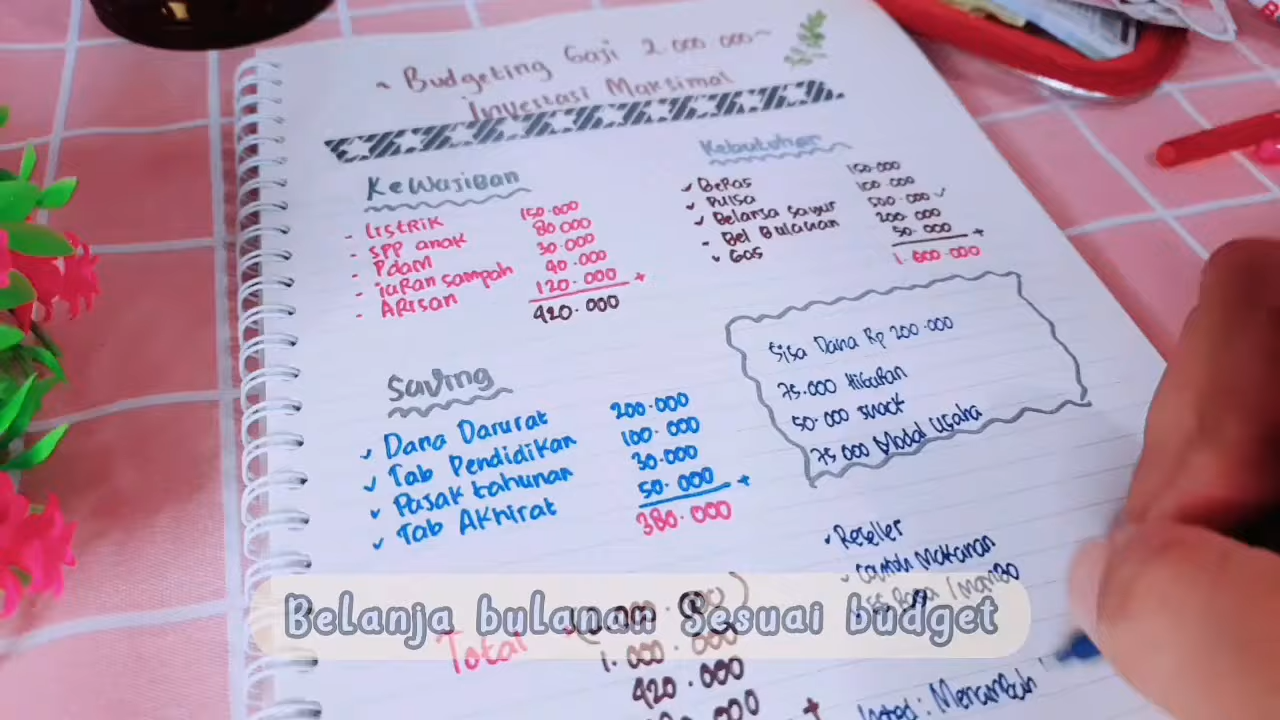 ~ Budgeting Gaji 2.000.000~
Investasi Maksimal
Kewajiban
- Listrik 150.000
- SPP anak 80.000
- Pdam 30.000
- iuran sampah 40.000
- Arisan 120.000 +
420.000
Kebutuhan
✓ Beras 150.000
✓ Pulsa 100.000
✓ Belanja sayur 500.000 ✓
- Bel Bulanan 200.000
✓ Gas 50.000 +
1.000.000
Sisa Dana Rp 200.000
75.000 Hiburan
50.000 snack
75.000 Modal usaha
Saving
✓ Dana Darurat 200.000
✓ Tab Pendidikan 100.000
✓ Pajak tahunan 30.000
✓ Tab Akhirat 50.000 +
380.000
Reseller
Makanan
Belanja bulanan Sesuai budget
Total
1.000.000
420.000